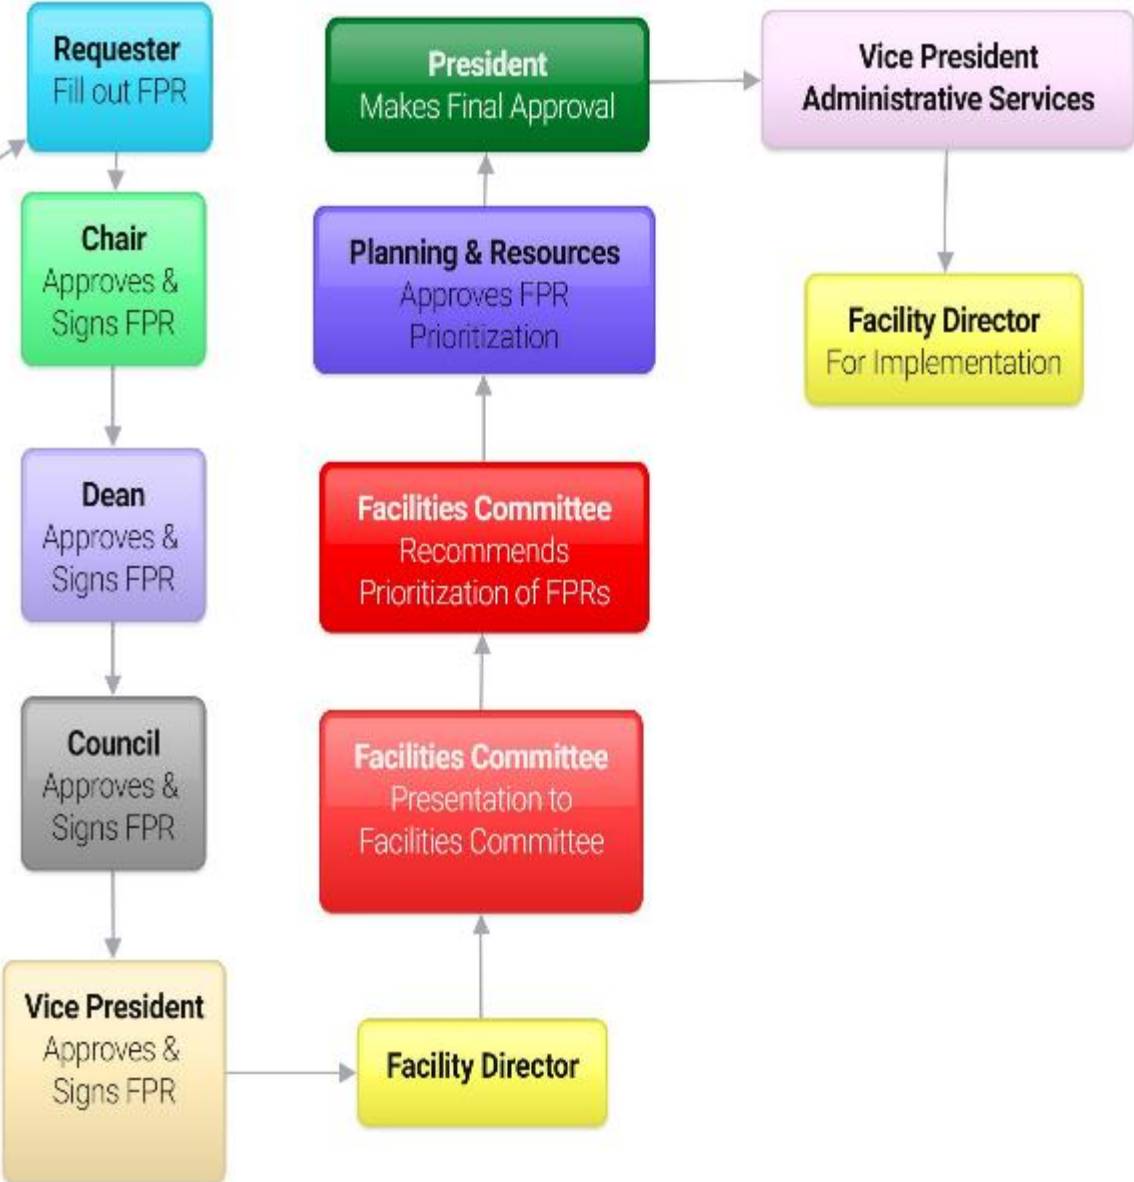 Requester
Fill out FPR
Chair
Approves &
Signs FPR
Dean
Approves &
Signs FPR
Council
Approves &
Signs FPR
Vice President
Approves &
Signs FPR
Facility Director
Facilities Committee
Presentation to
Facilities Committee
Facilities Committee
Recommends
Prioritization of FPRs
Planning & Resources
Approves FPR
Prioritization
President
Makes Final Approval
Vice President
Administrative Services
Facility Director
For Implementation